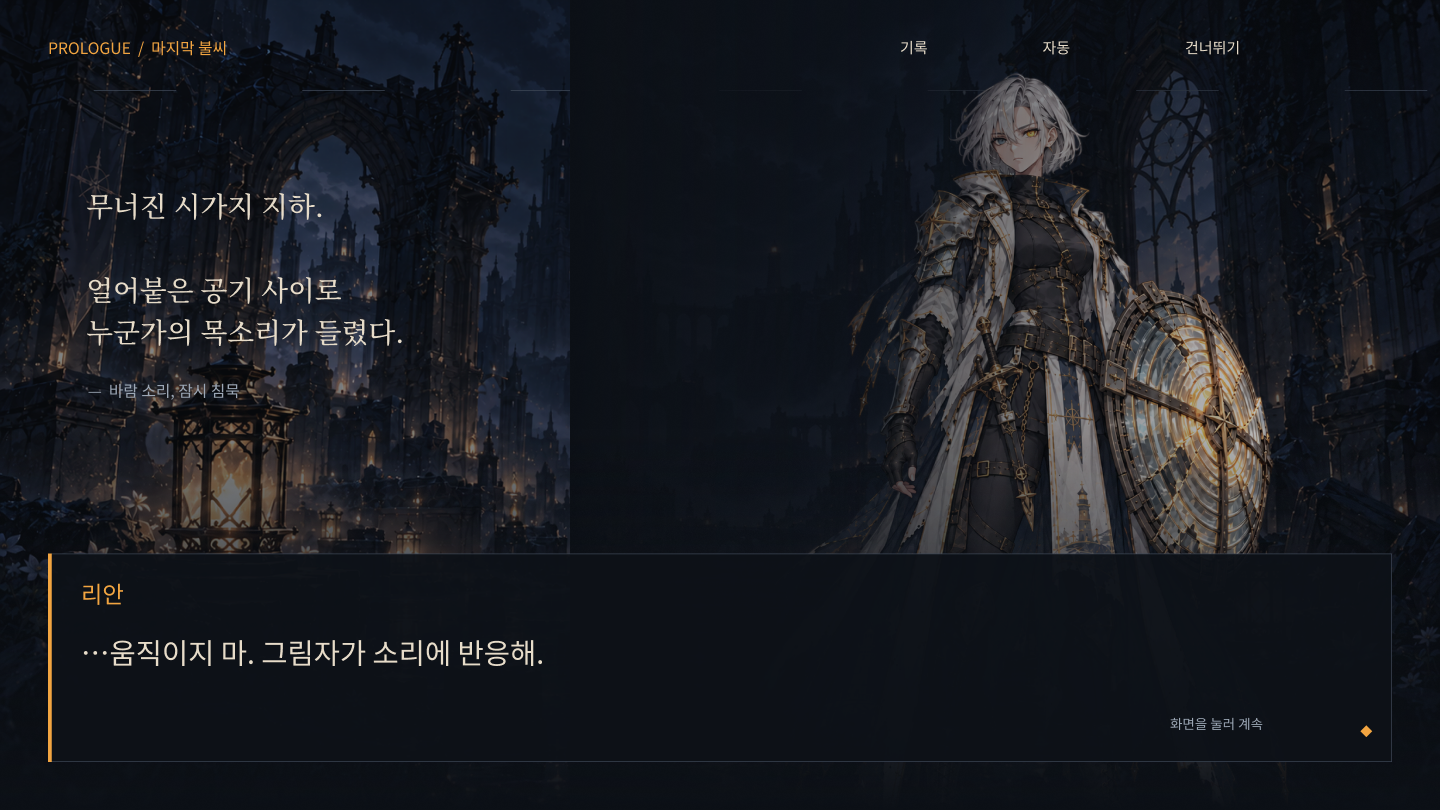 PROLOGUE / 마지막 불씨
기록
자동
건너뛰기
무너진 시가지 지하.
얼어붙은 공기 사이로
누군가의 목소리가 들렸다.
— 바람 소리, 잠시 침묵
리안
…움직이지 마. 그림자가 소리에 반응해.
화면을 눌러 계속